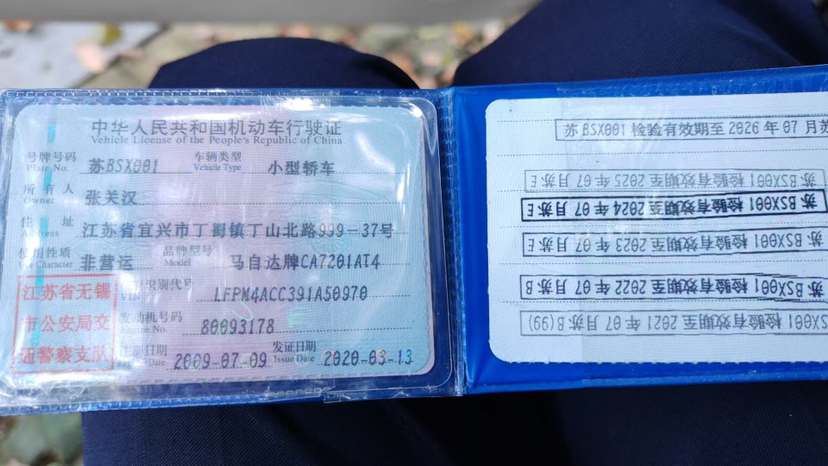 中华人民共和国机动车行驶证
Vehicle License of the People's Republic of China
号牌号码 苏BSX001 车辆类型 小型轿车
Plate No. Vehicle Type
所有人 张关汉
Owner
住 址 江苏省宜兴市丁蜀镇丁山北路999-37号
使用性质 非营运 品牌型号 马自达牌CA7201AT4
Use Character Model
江苏省无锡
市公安局交
通警察支队
识别代号 LFPM4ACC391A50970
VIN
发动机号码 80093178
Engine No.
注册日期 2009-07-09 发证日期 2020-03-13
Issue Date
苏BSX001 检验有效期至2026年07月苏
苏BSX001 检验有效期至2025年07月苏E
苏BSX001 检验有效期至2024年07月苏E
苏BSX001 检验有效期至2023年07月苏E
苏BSX001 检验有效期至2022年07月苏B
SX001 检验有效期至2021年07月苏B(99)